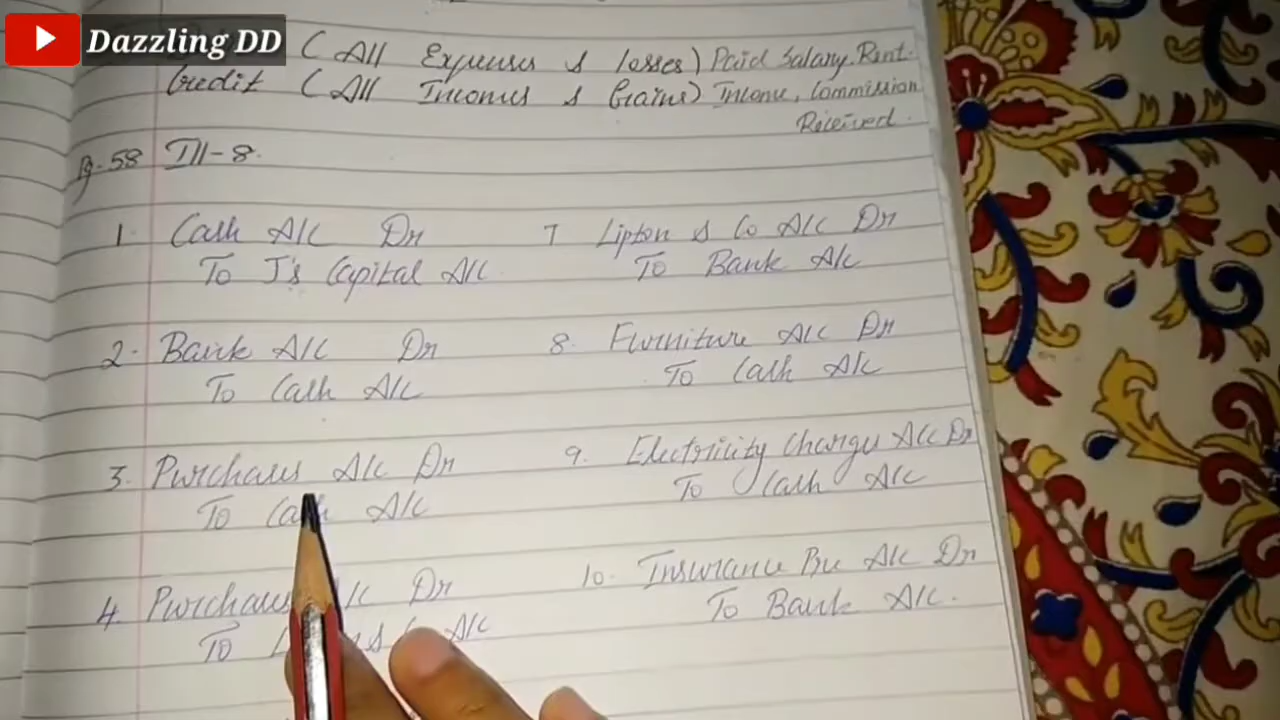 Dazzling DD
( All Expenses & losses) Paid Salary, Rent.
Credit ( All Incomes & Gains) Income, Commission
Received.
Pg-58 Ill-8.
1. Cash A/C Dr
To J's Capital A/C
2. Bank A/C Dr
To Cash A/C
3. Purchases A/C Dr
To Cash A/C
4. Purchases A/C Dr
To A/C
7 Lipton & Co A/C Dr
To Bank A/C
8. Furniture A/C Dr
To Cash A/C
9. Electricity Charges A/C Dr
To Cash A/C
10. Insurance Pre A/C Dr
To Bank A/C.